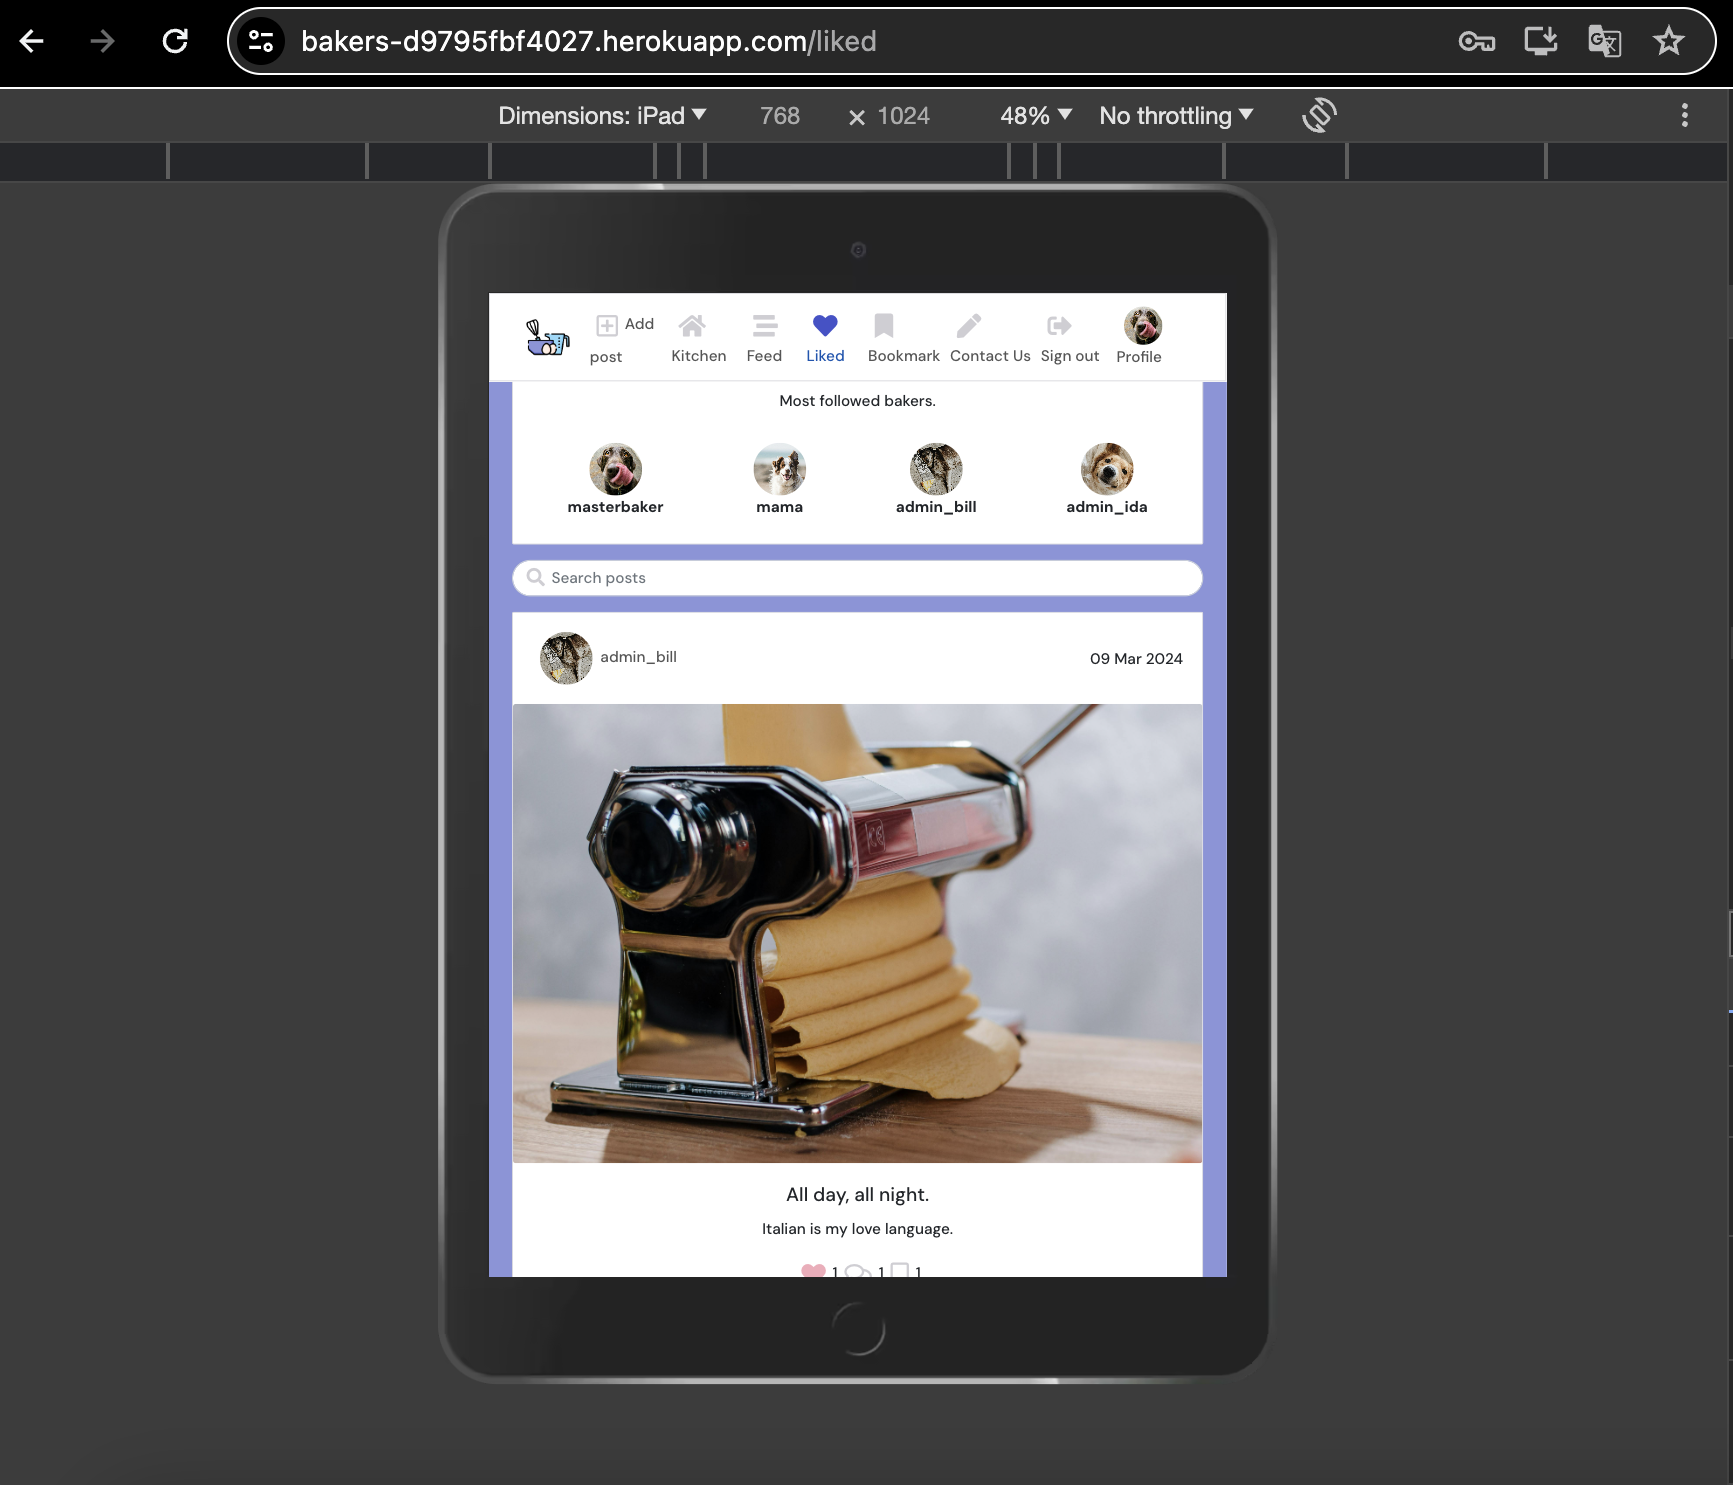 bakers-d9795fbf4027.herokuapp.com/liked
Dimensions: iPad 768 × 1024 48% No throttling
Add post Kitchen Feed Liked Bookmark Contact Us Sign out Profile
Most followed bakers.
masterbaker mama admin_bill admin_ida
Search posts
admin_bill 09 Mar 2024
All day, all night.
Italian is my love language.
1 1 1